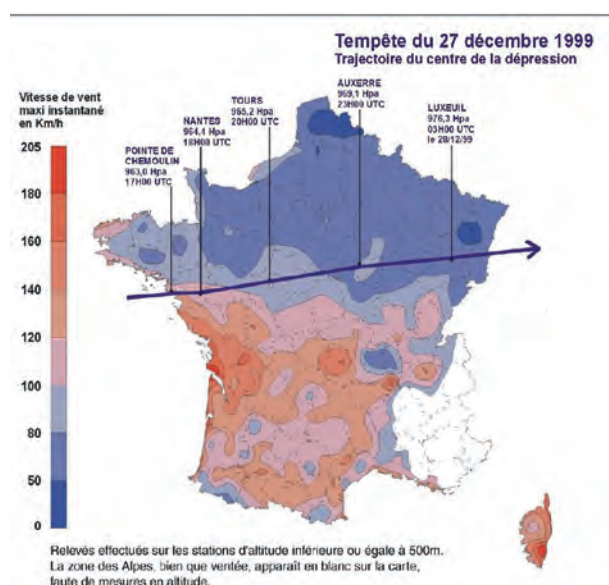 Tempête du 27 décembre 1999
Trajectoire du centre de la dépression
Vitesse de vent
maxi instantané
en Km/h
205
180
160
140
120
100
80
50
0
POINTE DE
CHEMOULIN
963,0 Hpa
17H00 UTC
NANTES
964,4 Hpa
18H00 UTC
TOURS
965,2 Hpa
20H00 UTC
AUXERRE
969,1 Hpa
23H00 UTC
LUXEUIL
976,3 Hpa
03H00 UTC
le 28/12/99
Relevés effectués sur les stations d'altitude inférieure ou égale à 500m.
La zone des Alpes, bien que ventée, apparaît en blanc sur la carte,
faute de mesures en altitude.